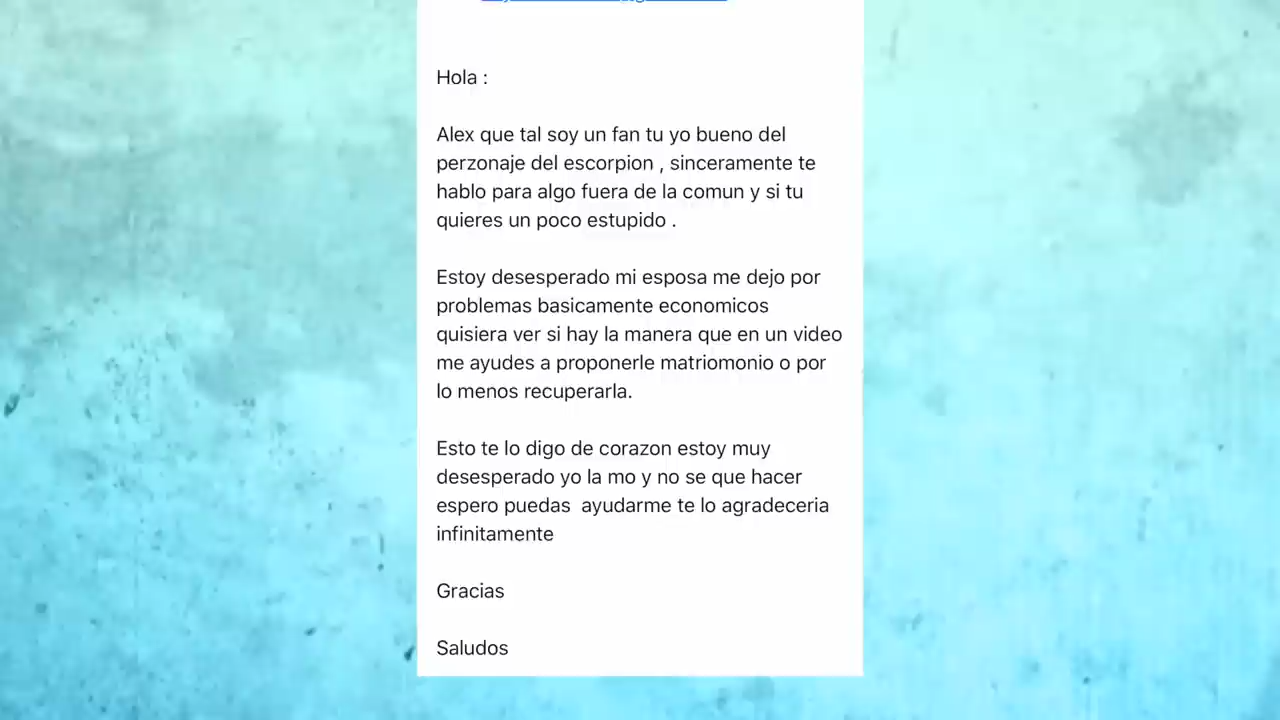 Hola :
Alex que tal soy un fan tu yo bueno del
perzonaje del escorpion , sinceramente te
hablo para algo fuera de la comun y si tu
quieres un poco estupido .
Estoy desesperado mi esposa me dejo por
problemas basicamente economicos
quisiera ver si hay la manera que en un video
me ayudes a proponerle matriomonio o por
lo menos recuperarla.
Esto te lo digo de corazon estoy muy
desesperado yo la mo y no se que hacer
espero puedas  ayudarme te lo agradeceria
infinitamente
Gracias
Saludos